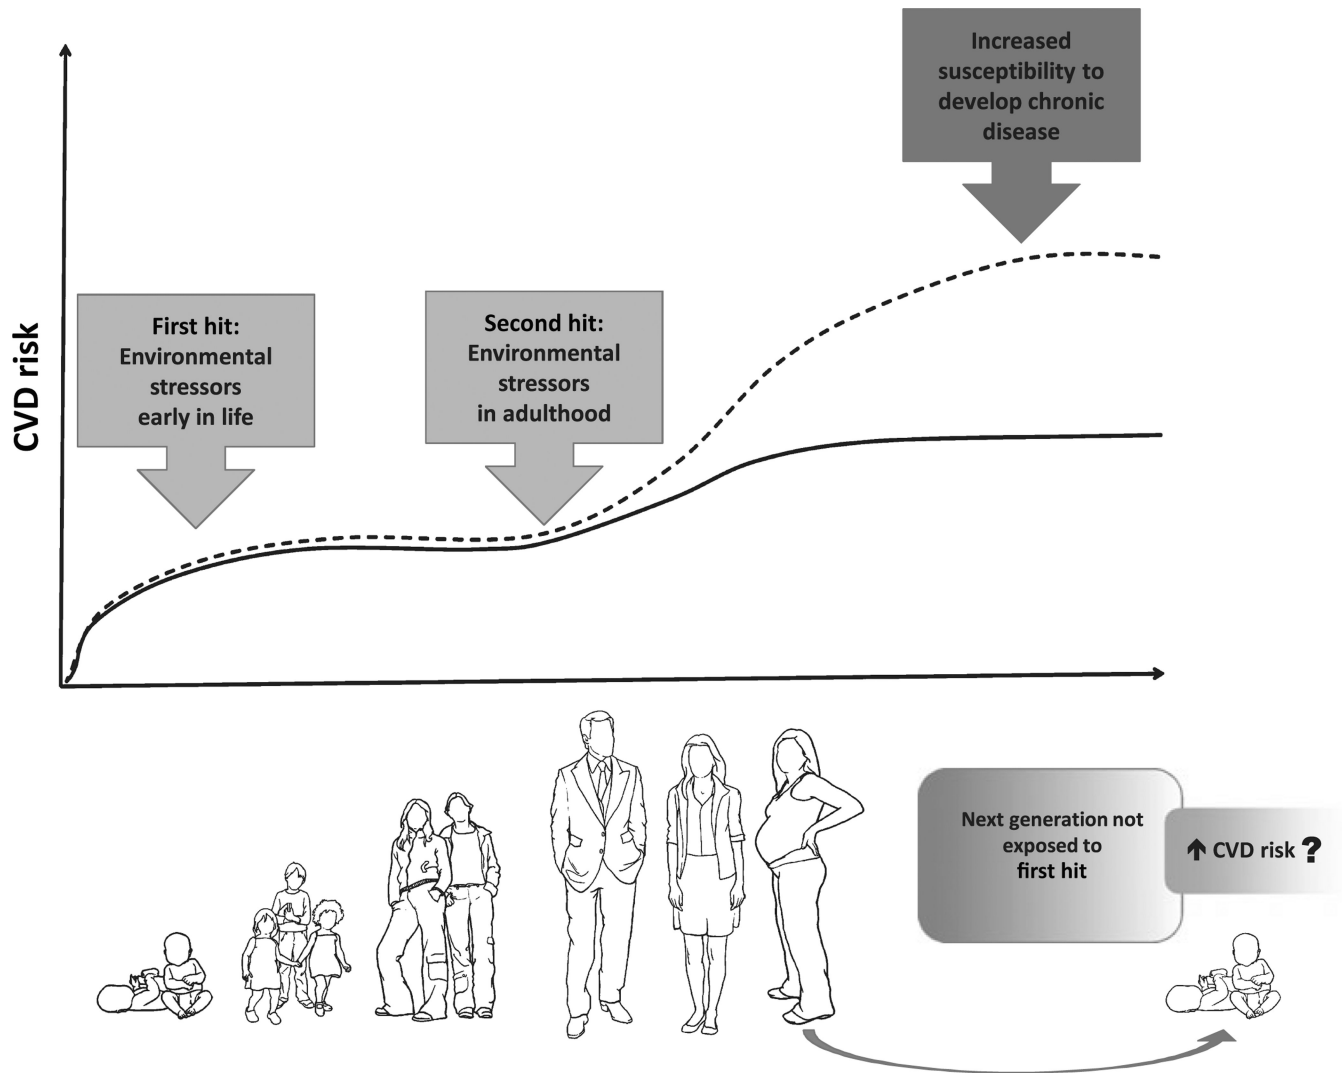 Increased
susceptibility to
develop chronic
disease
First hit:
Environmental
stressors
early in life
Second hit:
Environmental
stressors
in adulthood
CVD risk
Next generation not
exposed to
first hit
↑ CVD risk ?